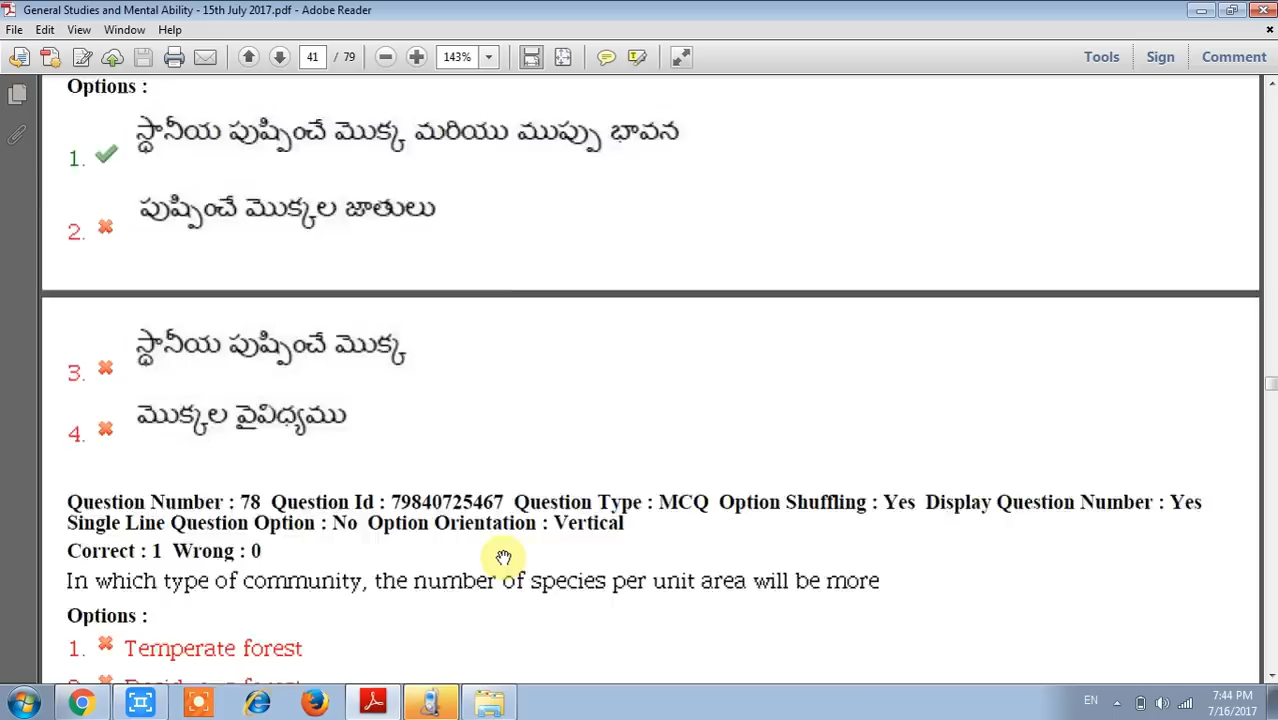 General Studies and Mental Ability - 15th July 2017.pdf - Adobe Reader
File Edit View Window Help
41 / 79 143% Tools Sign Comment
Options :
1. స్థానీయ పుష్పించే మొక్క మరియు ముప్పు భావన
2. పుష్పించే మొక్కల జాతులు
3. స్థానీయ పుష్పించే మొక్క
4. మొక్కల వైవిధ్యము
Question Number : 78 Question Id : 79840725467 Question Type : MCQ Option Shuffling : Yes Display Question Number : Yes
Single Line Question Option : No Option Orientation : Vertical
Correct : 1 Wrong : 0
In which type of community, the number of species per unit area will be more
Options :
1. Temperate forest
EN
7:44 PM
7/16/2017